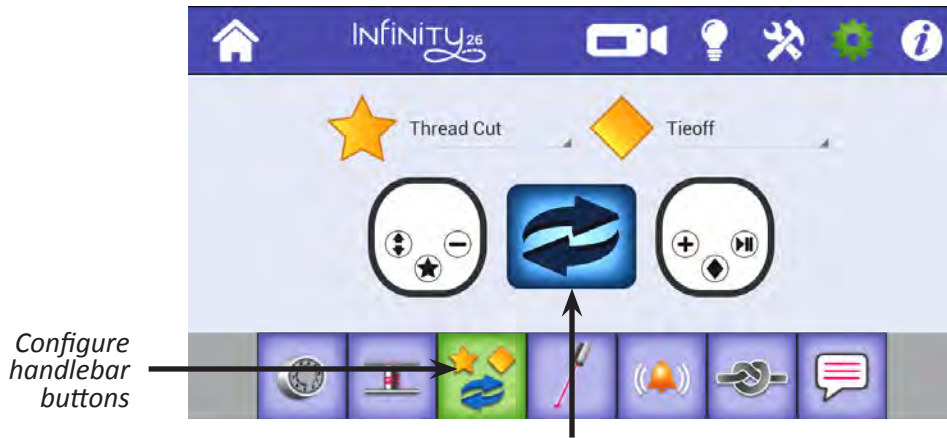 INfiNiTy26
Thread Cut
Tieoff
Configure
handlebar
buttons